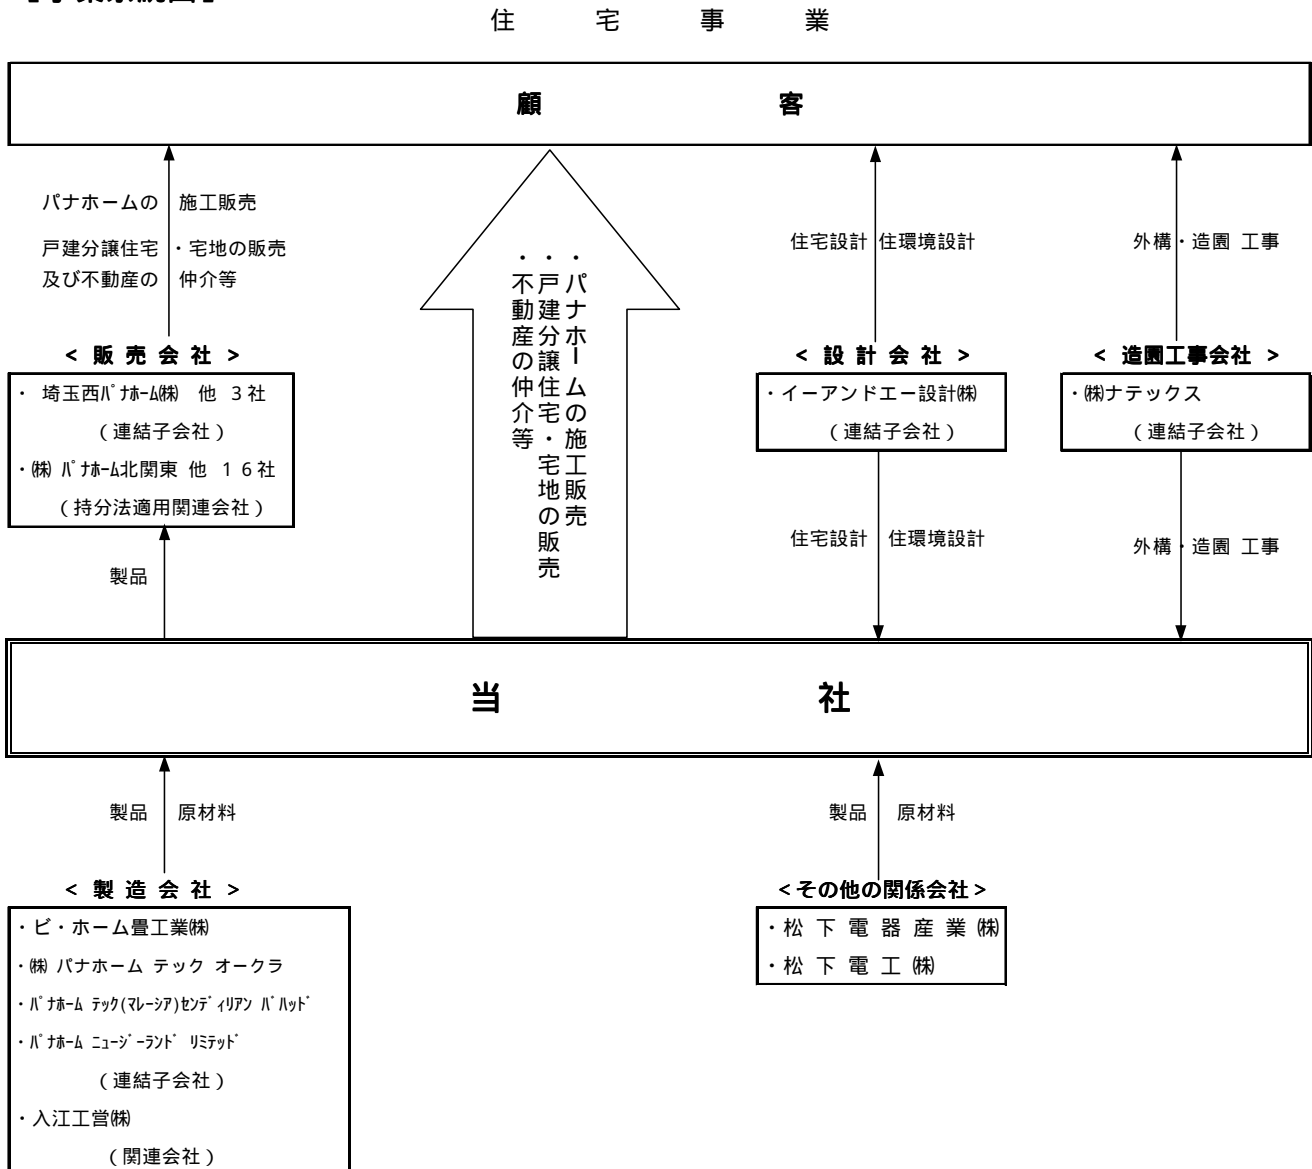 住 宅 事 業
顧 客
パナホームの 施工販売
戸建分譲住宅 ・宅地の販売
及び不動産の 仲介等
・パナホームの施工販売
・戸建分譲住宅・宅地の販売
・不動産の仲介等
住宅設計 住環境設計
外構・造園 工事
< 販 売 会 社 >
・ 埼玉西ﾊﾟﾅﾎｰﾑ㈱ 他 3社
(連結子会社)
・㈱ ﾊﾟﾅﾎｰﾑ北関東 他 16社
(持分法適用関連会社)
製品
< 設 計 会 社 >
・イーアンドエー設計㈱
(連結子会社)
住宅設計 住環境設計
< 造園工事会社 >
・㈱ナテックス
(連結子会社)
外構・造園 工事
当 社
製品 原材料
製品 原材料
< 製 造 会 社 >
・ビ・ホーム畳工業㈱
・㈱ パナホーム テック オークラ
・ﾊﾟﾅﾎｰﾑ ﾃｯｸ(ﾏﾚｰｼｱ)ｾﾝﾃﾞｨﾘｱﾝ ﾊﾞﾊｯﾄﾞ
・ﾊﾟﾅﾎｰﾑ ﾆｭｰｼﾞｰﾗﾝﾄﾞ ﾘﾐﾃｯﾄﾞ
(連結子会社)
・入江工営㈱
(関連会社)
<その他の関係会社>
・松 下 電 器 産 業 ㈱
・松 下 電 工 ㈱